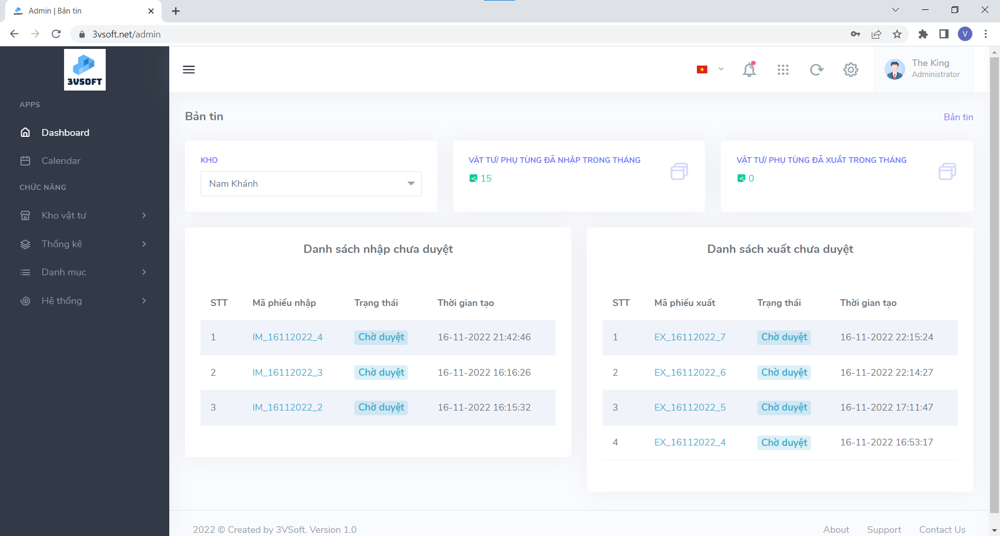 Admin | Bản tin
3vsoft.net/admin
V
3VSOFT
APPS
Dashboard
Calendar
CHỨC NĂNG
Kho vật tư
Thống kê
Danh mục
Hệ thống
The King
Administrator
Bản tin
Bản tin
KHO
Nam Khánh
VẬT TƯ/ PHỤ TÙNG ĐÃ NHẬP TRONG THÁNG
15
VẬT TƯ/ PHỤ TÙNG ĐÃ XUẤT TRONG THÁNG
0
Danh sách nhập chưa duyệt
STT Mã phiếu nhập Trạng thái Thời gian tạo
1 IM_16112022_4 Chờ duyệt 16-11-2022 21:42:46
2 IM_16112022_3 Chờ duyệt 16-11-2022 16:16:26
3 IM_16112022_2 Chờ duyệt 16-11-2022 16:15:32
Danh sách xuất chưa duyệt
STT Mã phiếu xuất Trạng thái Thời gian tạo
1 EX_16112022_7 Chờ duyệt 16-11-2022 22:15:24
2 EX_16112022_6 Chờ duyệt 16-11-2022 22:14:27
3 EX_16112022_5 Chờ duyệt 16-11-2022 17:11:47
4 EX_16112022_4 Chờ duyệt 16-11-2022 16:53:17
2022 © Created by 3VSoft. Version 1.0
About Support Contact Us